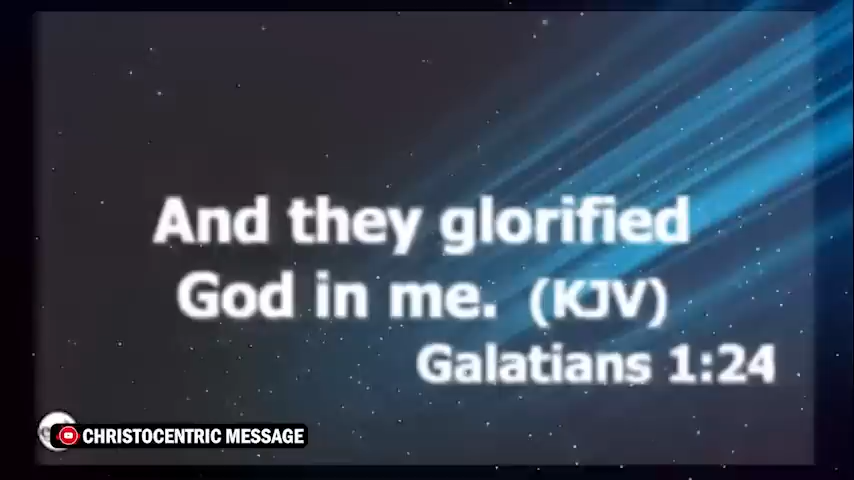 And they glorified
God in me. (KJV)
Galatians 1:24
CHRISTOCENTRIC MESSAGE